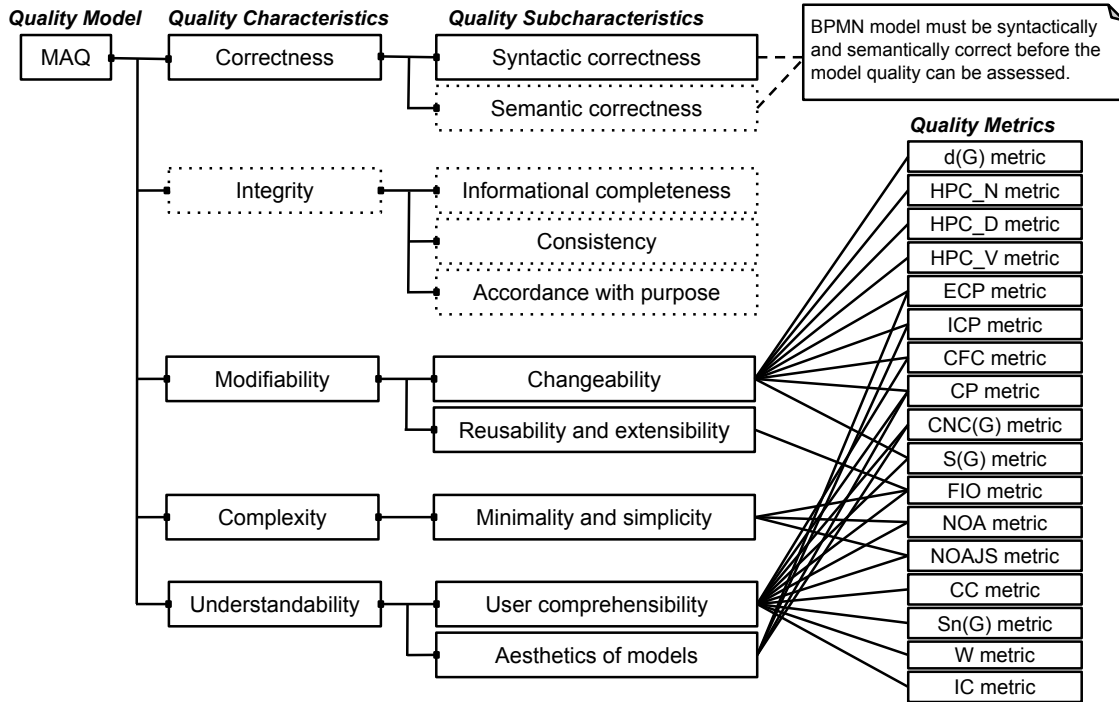 Quality Model
Quality Characteristics
Quality Subcharacteristics
MAQ
Correctness
Syntactic correctness
Semantic correctness
BPMN model must be syntactically
and semantically correct before the
model quality can be assessed.
Integrity
Informational completeness
Consistency
Accordance with purpose
Modifiability
Changeability
Reusability and extensibility
Complexity
Minimality and simplicity
Understandability
User comprehensibility
Aesthetics of models
Quality Metrics
d(G) metric
HPC_N metric
HPC_D metric
HPC_V metric
ECP metric
ICP metric
CFC metric
CP metric
CNC(G) metric
S(G) metric
FIO metric
NOA metric
NOAJS metric
CC metric
Sn(G) metric
W metric
IC metric